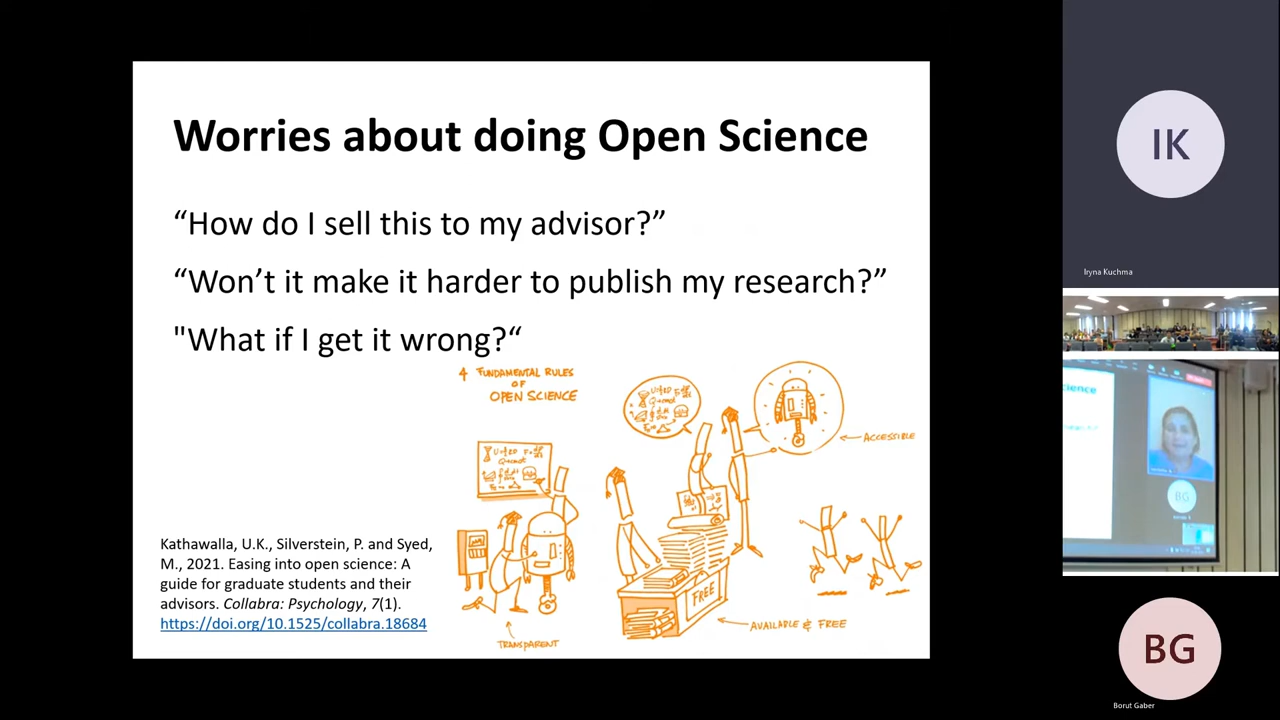 Worries about doing Open Science
“How do I sell this to my advisor?”
“Won’t it make it harder to publish my research?”
"What if I get it wrong?“
4 FUNDAMENTAL RULES
OF
OPEN SCIENCE
ACCESSIBLE
FREE
AVAILABLE & FREE
TRANSPARENT
Kathawalla, U.K., Silverstein, P. and Syed,
M., 2021. Easing into open science: A
guide for graduate students and their
advisors. Collabra: Psychology, 7(1).
https://doi.org/10.1525/collabra.18684
IK
Iryna Kuchma
BG
BG
Borut Gaber